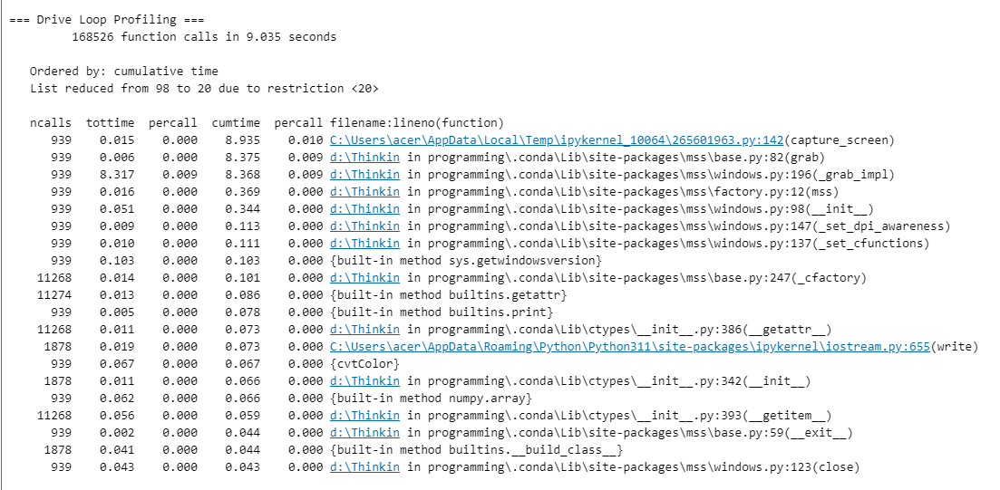 === Drive Loop Profiling ===
168526 function calls in 9.035 seconds
Ordered by: cumulative time
List reduced from 98 to 20 due to restriction <20>
ncalls tottime percall cumtime percall filename:lineno(function)
939 0.015 0.000 8.935 0.010 C:\Users\acer\AppData\Local\Temp\ipykernel_10064\265601963.py:142(capture_screen)
939 0.006 0.000 8.375 0.009 d:\Thinkin in programming\.conda\Lib\site-packages\mss\base.py:82(grab)
939 8.317 0.009 8.368 0.009 d:\Thinkin in programming\.conda\Lib\site-packages\mss\windows.py:196(_grab_impl)
939 0.016 0.000 0.369 0.000 d:\Thinkin in programming\.conda\Lib\site-packages\mss\factory.py:12(mss)
939 0.051 0.000 0.344 0.000 d:\Thinkin in programming\.conda\Lib\site-packages\mss\windows.py:98(__init__)
939 0.009 0.000 0.113 0.000 d:\Thinkin in programming\.conda\Lib\site-packages\mss\windows.py:147(_set_dpi_awareness)
939 0.010 0.000 0.111 0.000 d:\Thinkin in programming\.conda\Lib\site-packages\mss\windows.py:137(_set_cfunctions)
939 0.103 0.000 0.103 0.000 {built-in method sys.getwindowsversion}
11268 0.014 0.000 0.101 0.000 d:\Thinkin in programming\.conda\Lib\site-packages\mss\base.py:247(_cfactory)
11274 0.013 0.000 0.086 0.000 {built-in method builtins.getattr}
939 0.005 0.000 0.078 0.000 {built-in method builtins.print}
11268 0.011 0.000 0.073 0.000 d:\Thinkin in programming\.conda\Lib\ctypes\__init__.py:386(__getattr__)
1878 0.019 0.000 0.073 0.000 C:\Users\acer\AppData\Roaming\Python\Python311\site-packages\ipykernel\iostream.py:655(write)
939 0.067 0.000 0.067 0.000 {cvtColor}
1878 0.011 0.000 0.066 0.000 d:\Thinkin in programming\.conda\Lib\ctypes\__init__.py:342(__init__)
939 0.062 0.000 0.066 0.000 {built-in method numpy.array}
11268 0.056 0.000 0.059 0.000 d:\Thinkin in programming\.conda\Lib\ctypes\__init__.py:393(__getitem__)
939 0.002 0.000 0.044 0.000 d:\Thinkin in programming\.conda\Lib\site-packages\mss\base.py:59(__exit__)
1878 0.041 0.000 0.044 0.000 {built-in method builtins.__build_class__}
939 0.043 0.000 0.043 0.000 d:\Thinkin in programming\.conda\Lib\site-packages\mss\windows.py:123(close)